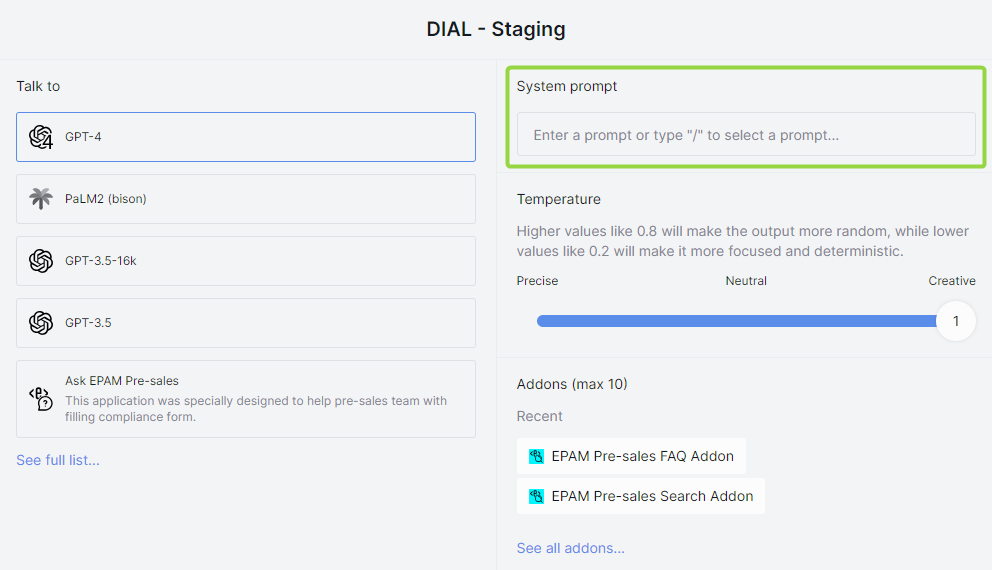 DIAL - Staging
Talk to
GPT-4
PaLM2 (bison)
GPT-3.5-16k
GPT-3.5
Ask EPAM Pre-sales
This application was specially designed to help pre-sales team with
filling compliance form.
See full list...
System prompt
Enter a prompt or type "/" to select a prompt...
Temperature
Higher values like 0.8 will make the output more random, while lower
values like 0.2 will make it more focused and deterministic.
Precise Neutral Creative
1
Addons (max 10)
Recent
EPAM Pre-sales FAQ Addon
EPAM Pre-sales Search Addon
See all addons...